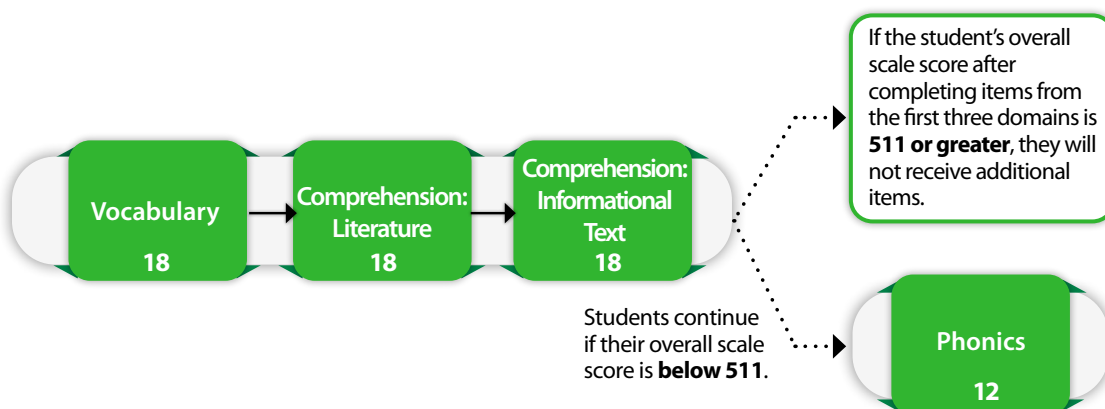 Vocabulary
18
Comprehension:
Literature
18
Comprehension:
Informational
Text
18
If the student’s overall
scale score after
completing items from
the first three domains is
511 or greater, they will
not receive additional
items.
Students continue
if their overall scale
score is below 511.
Phonics
12